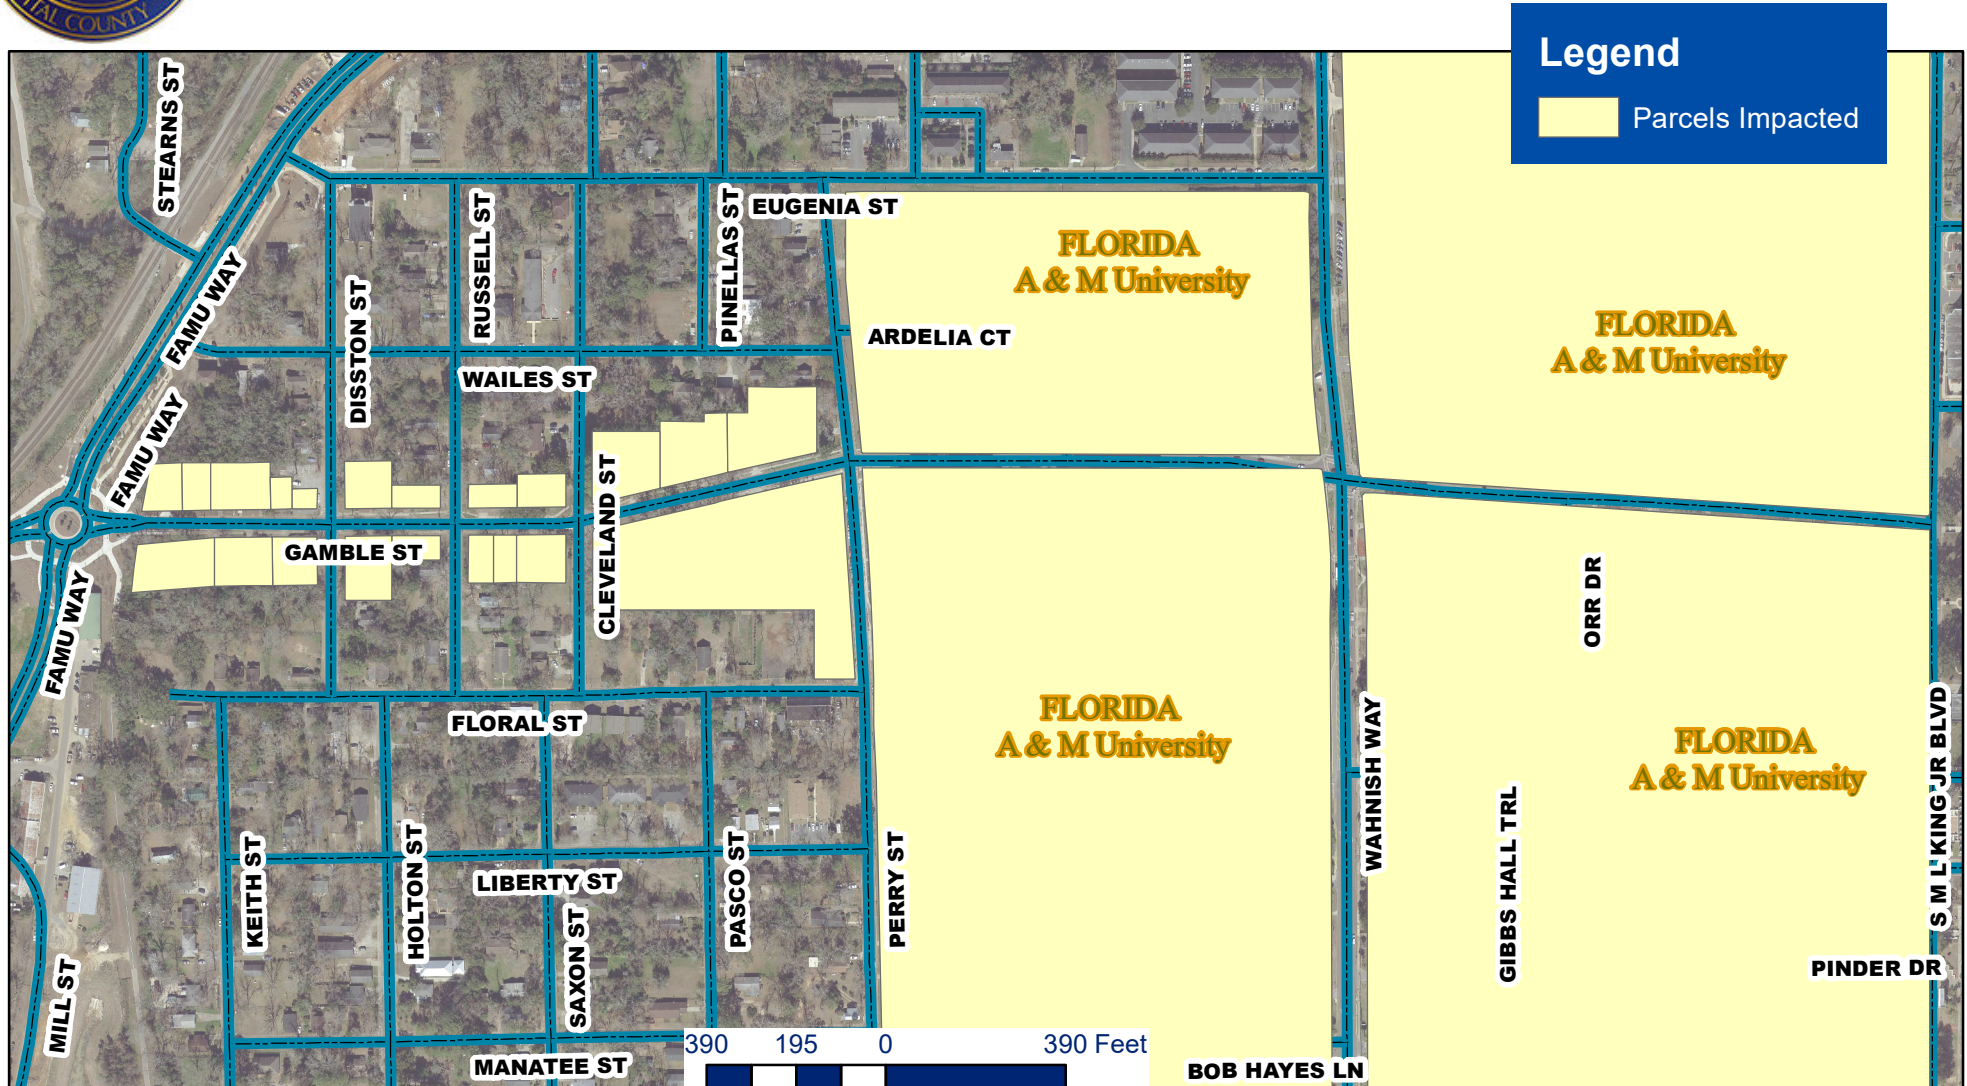 ITAL COUNTY
Legend
Parcels Impacted
STEARNS ST
EUGENIA ST
RUSSELL ST
PINELLAS ST
FLORIDA
A & M University
FAMU WAY
DISSTON ST
ARDELIA CT
FLORIDA
A & M University
WAILES ST
FAMU WAY
CLEVELAND ST
GAMBLE ST
ORR DR
FAMU WAY
FLORAL ST
FLORIDA
A & M University
WAHNISH WAY
FLORIDA
A & M University
S M L KING JR BLVD
KEITH ST
HOLTON ST
LIBERTY ST
PASCO ST
PERRY ST
GIBBS HALL TRL
SAXON ST
PINDER DR
MILL ST
MANATEE ST
390 195 0 390 Feet
BOB HAYES LN